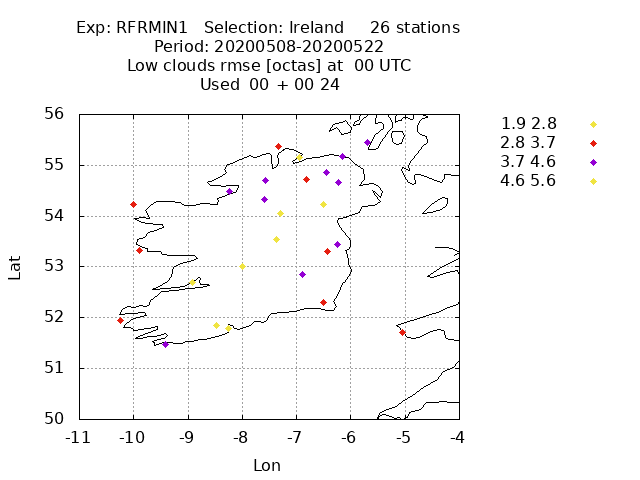 Exp: RFRMIN1 Selection: Ireland 26 stations
Period: 20200508-20200522
Low clouds rmse [octas] at 00 UTC
Used 00 + 00 24
56
55
54
53
52
51
50
-11 -10 -9 -8 -7 -6 -5 -4
Lat
Lon
1.9 2.8
2.8 3.7
3.7 4.6
4.6 5.6